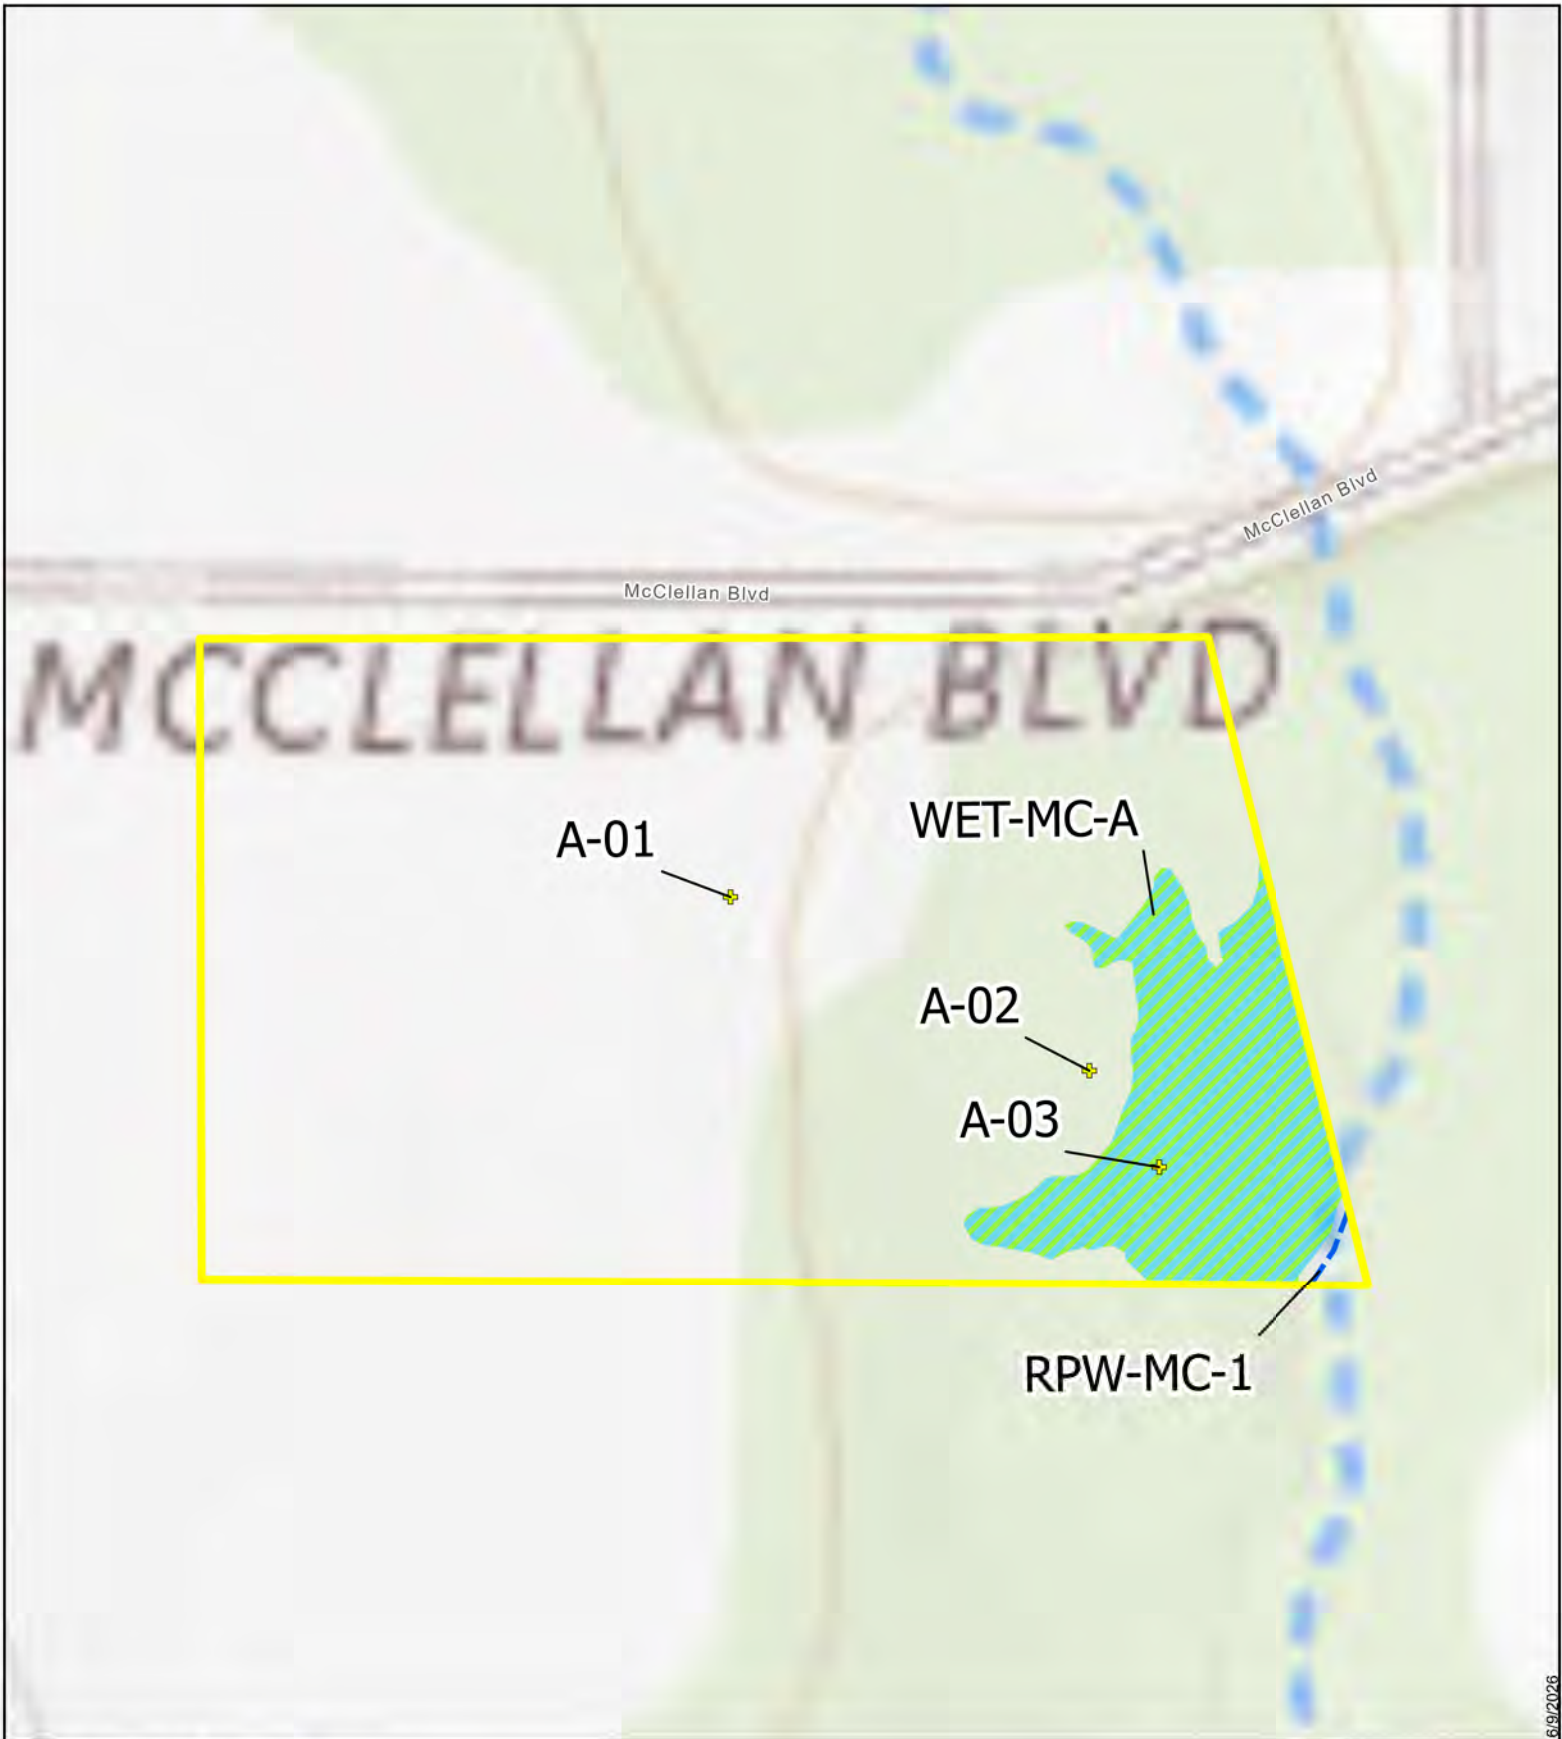 McClellan Blvd
McClellan Blvd
MCCLELLAN BLVD
A-01
WET-MC-A
A-02
A-03
RPW-MC-1
6/9/2026